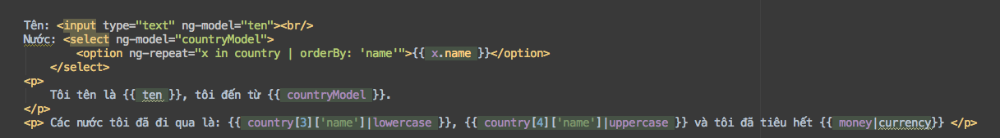 Tên: <input type="text" ng-model="ten"><br/>
Nước: <select ng-model="countryModel">
<option ng-repeat="x in country | orderBy: 'name'">{{ x.name }}</option>
</select>
<p>
Tôi tên là {{ ten }}, tôi đến từ {{ countryModel }}.
</p>
<p> Các nước tôi đã đi qua là: {{ country[3]['name']|lowercase }}, {{ country[4]['name']|uppercase }} và tôi đã tiêu hết {{ money|currency}} </p>